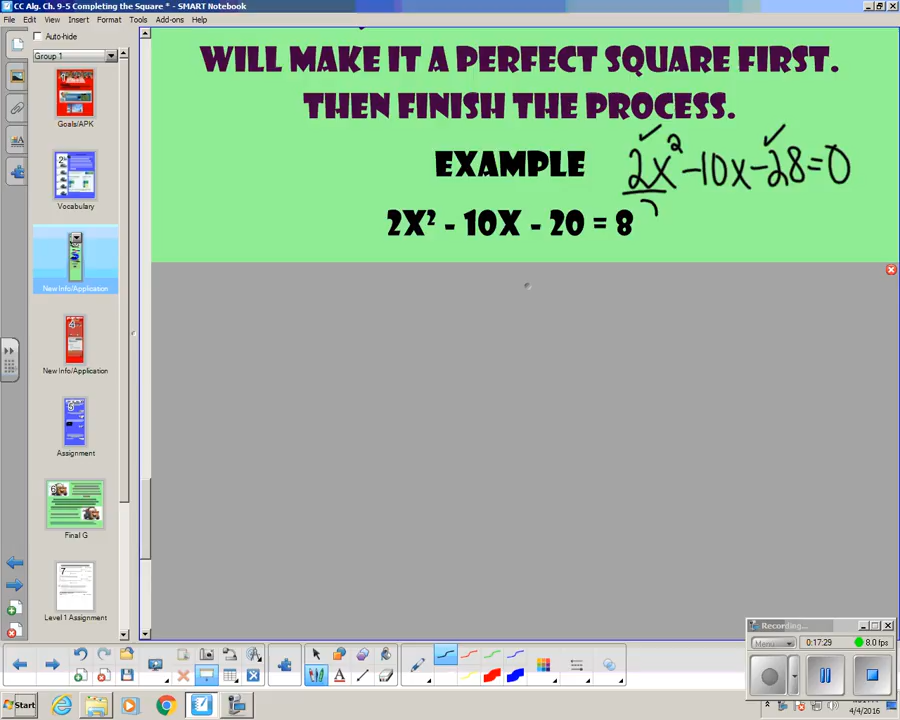 CC Alg. Ch. 9-5 Completing the Square * - SMART Notebook
File Edit View Insert Format Tools Add-ons Help
Auto-hide
Group 1
Goals/APK
Vocabulary
New Info/Application
New Info/Application
Assignment
Final G
Level 1 Assignment
WILL MAKE IT A PERFECT SQUARE FIRST.
THEN FINISH THE PROCESS.
EXAMPLE
2x² -10x -28=0
2X² - 10X - 20 = 8
Recording...
Menu
0:17:29
8.0 fps
Start
4/4/2016